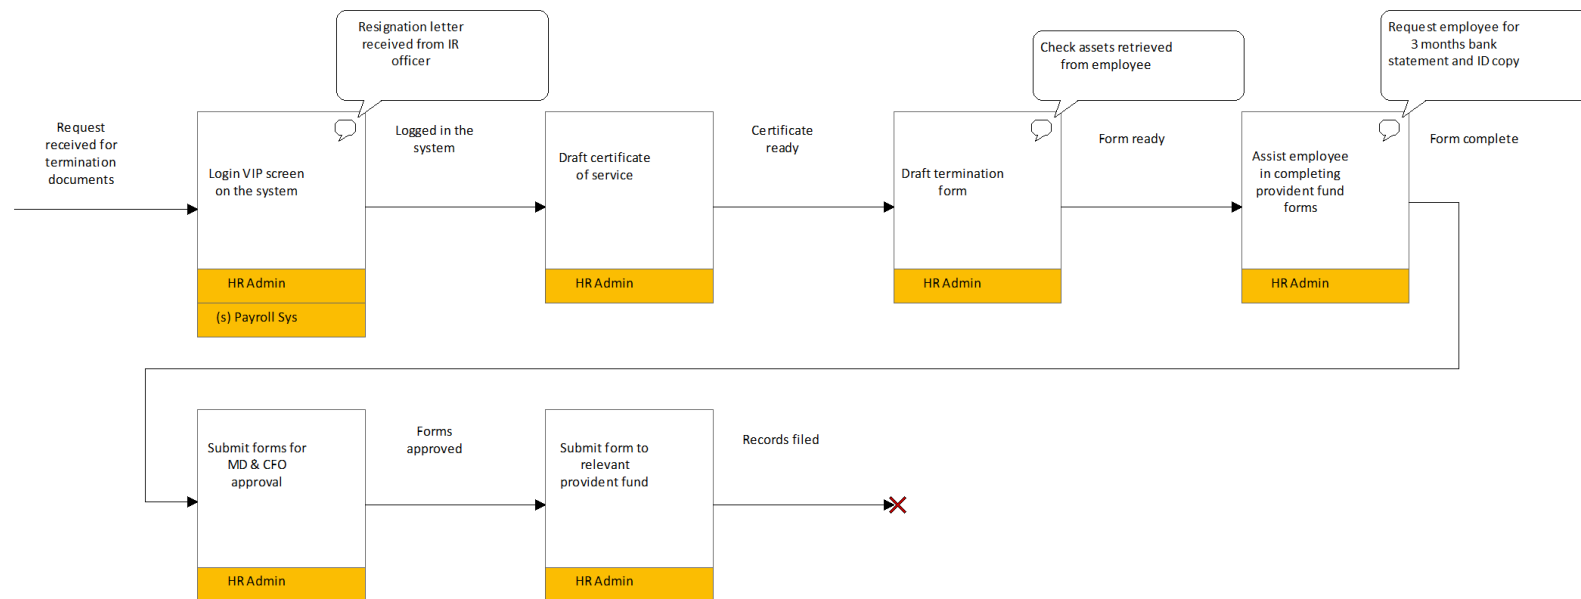 Resignation letter
received from IR
officer
Check assets retrieved
from employee
Request employee for
3 months bank
statement and ID copy
Request
received for
termination
documents
Login VIP screen
on the system
HR Admin
(s) Payroll Sys
Logged in the
system
Draft certificate
of service
HR Admin
Certificate
ready
Draft termination
form
HR Admin
Form ready
Assist employee
in completing
provident fund
forms
HR Admin
Form complete
Submit forms for
MD & CFO
approval
HR Admin
Forms
approved
Submit form to
relevant
provident fund
HR Admin
Records filed